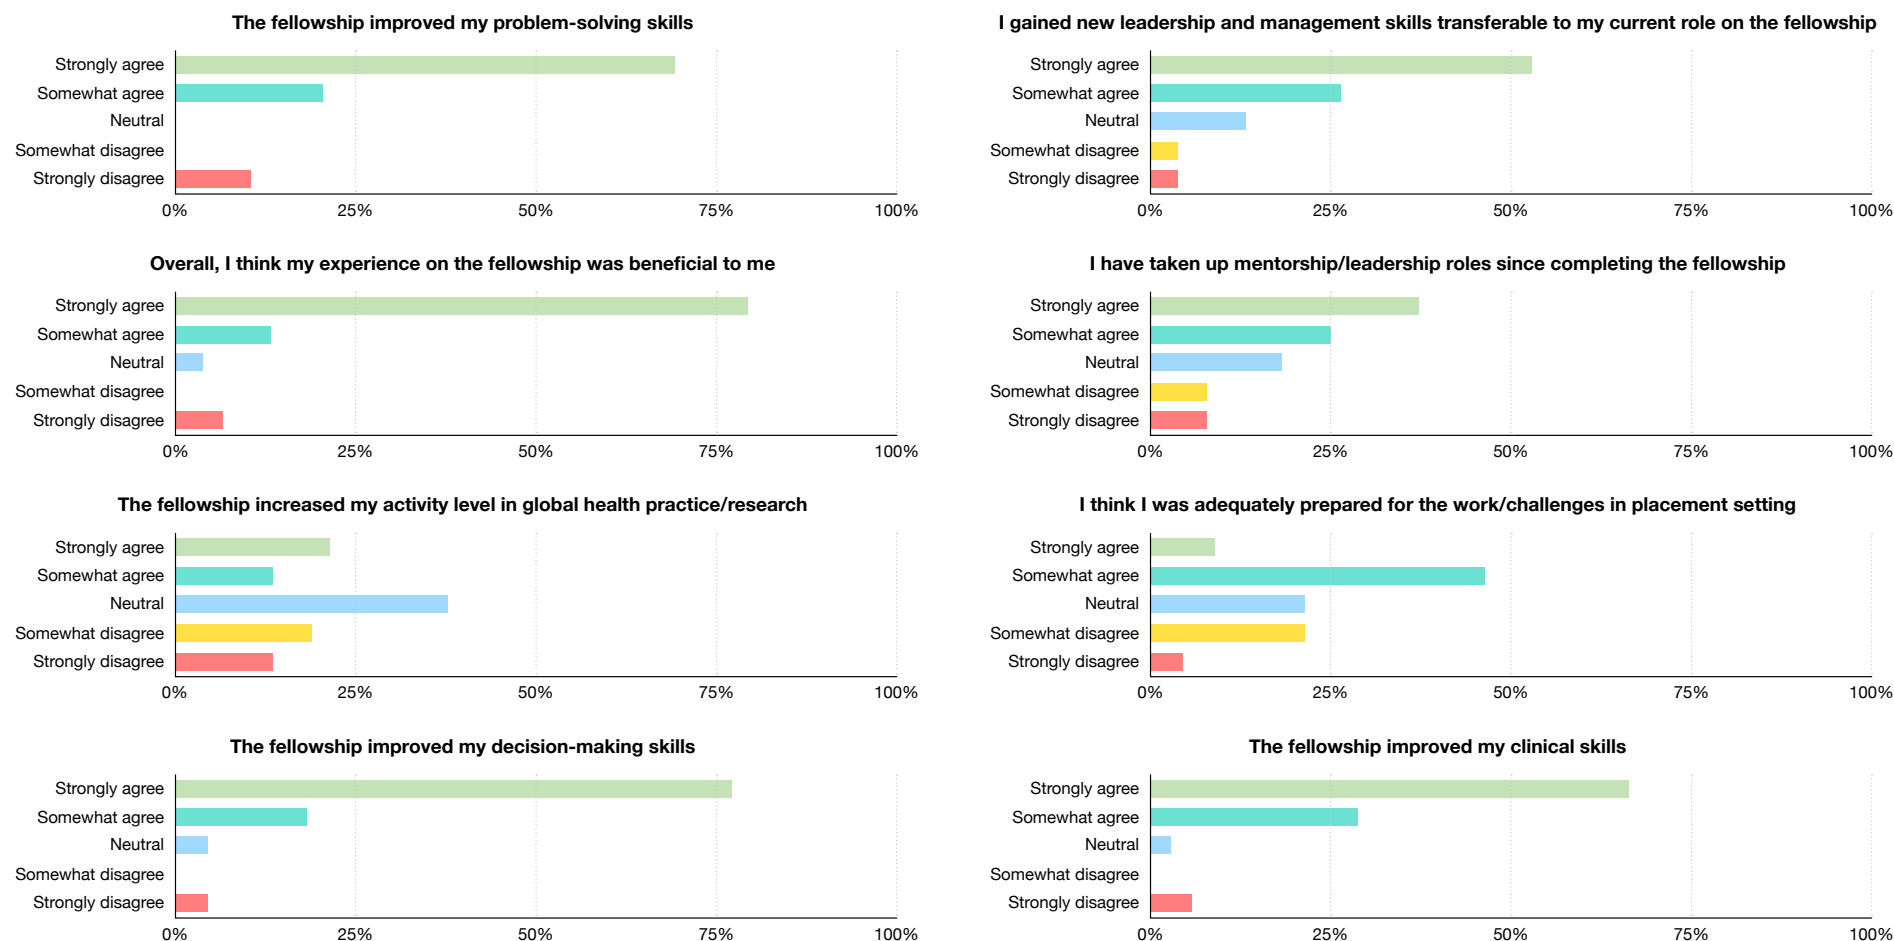 The fellowship improved my problem-solving skills
Strongly agree
Somewhat agree
Neutral
Somewhat disagree
Strongly disagree
0% 25% 50% 75% 100%
I gained new leadership and management skills transferable to my current role on the fellowship
Strongly agree
Somewhat agree
Neutral
Somewhat disagree
Strongly disagree
0% 25% 50% 75% 100%
Overall, I think my experience on the fellowship was beneficial to me
Strongly agree
Somewhat agree
Neutral
Somewhat disagree
Strongly disagree
0% 25% 50% 75% 100%
I have taken up mentorship/leadership roles since completing the fellowship
Strongly agree
Somewhat agree
Neutral
Somewhat disagree
Strongly disagree
0% 25% 50% 75% 100%
The fellowship increased my activity level in global health practice/research
Strongly agree
Somewhat agree
Neutral
Somewhat disagree
Strongly disagree
0% 25% 50% 75% 100%
I think I was adequately prepared for the work/challenges in placement setting
Strongly agree
Somewhat agree
Neutral
Somewhat disagree
Strongly disagree
0% 25% 50% 75% 100%
The fellowship improved my decision-making skills
Strongly agree
Somewhat agree
Neutral
Somewhat disagree
Strongly disagree
0% 25% 50% 75% 100%
The fellowship improved my clinical skills
Strongly agree
Somewhat agree
Neutral
Somewhat disagree
Strongly disagree
0% 25% 50% 75% 100%